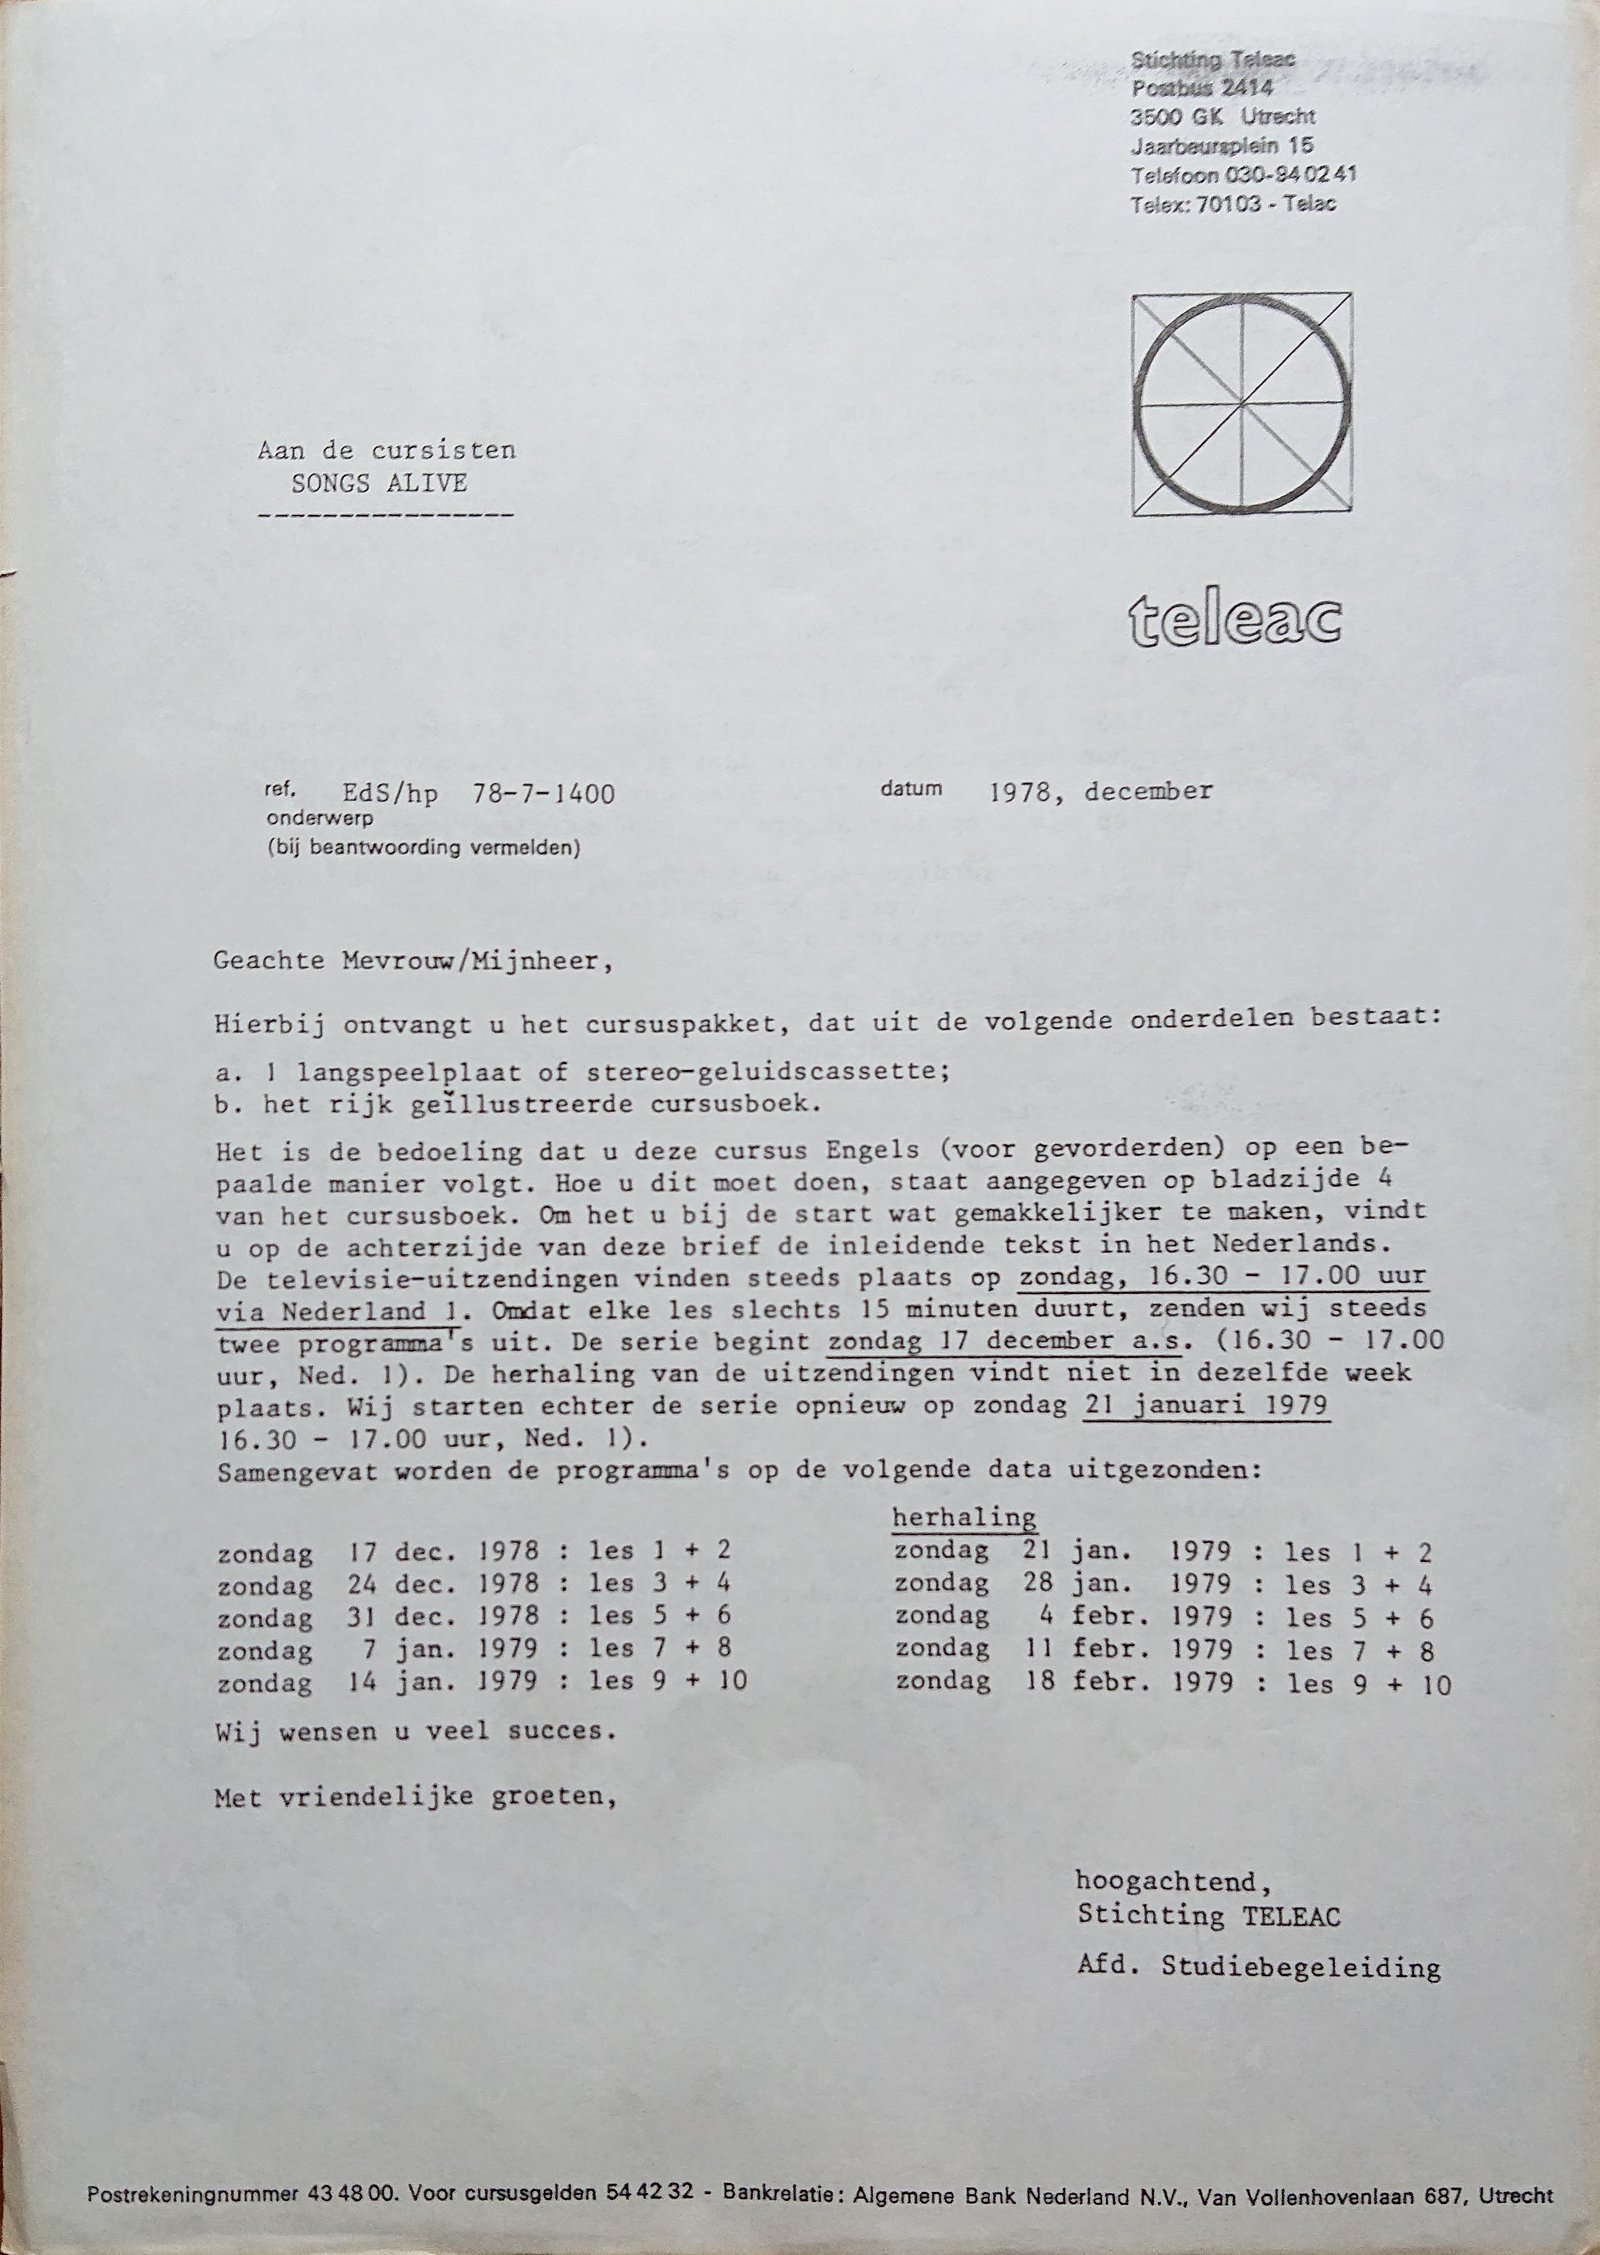 Stichting Teleac
Postbus 2414
3500 GK Utrecht
Jaarbeursplein 15
Telefoon 030-940241
Telex: 70103 - Telac
Aan de cursisten
SONGS ALIVE
----------------
teleac
ref. EdS/hp 78-7-1400
datum 1978, december
onderwerp
(bij beantwoording vermelden)
Geachte Mevrouw/Mijnheer,
Hierbij ontvangt u het cursuspakket, dat uit de volgende onderdelen bestaat:
a. 1 langspeelplaat of stereo-geluidscassette;
b. het rijk geïllustreerde cursusboek.
Het is de bedoeling dat u deze cursus Engels (voor gevorderden) op een be-
paalde manier volgt. Hoe u dit moet doen, staat aangegeven op bladzijde 4
van het cursusboek. Om het u bij de start wat gemakkelijker te maken, vindt
u op de achterzijde van deze brief de inleidende tekst in het Nederlands.
De televisie-uitzendingen vinden steeds plaats op zondag, 16.30 - 17.00 uur
via Nederland 1. Omdat elke les slechts 15 minuten duurt, zenden wij steeds
twee programma's uit. De serie begint zondag 17 december a.s. (16.30 - 17.00
uur, Ned. 1). De herhaling van de uitzendingen vindt niet in dezelfde week
plaats. Wij starten echter de serie opnieuw op zondag 21 januari 1979
16.30 - 17.00 uur, Ned. 1).
Samengevat worden de programma's op de volgende data uitgezonden:
herhaling
zondag 17 dec. 1978 : les 1 + 2 zondag 21 jan. 1979 : les 1 + 2
zondag 24 dec. 1978 : les 3 + 4 zondag 28 jan. 1979 : les 3 + 4
zondag 31 dec. 1978 : les 5 + 6 zondag 4 febr. 1979 : les 5 + 6
zondag 7 jan. 1979 : les 7 + 8 zondag 11 febr. 1979 : les 7 + 8
zondag 14 jan. 1979 : les 9 + 10 zondag 18 febr. 1979 : les 9 + 10
Wij wensen u veel succes.
Met vriendelijke groeten,
hoogachtend,
Stichting TELEAC
Afd. Studiebegeleiding
Postrekeningnummer 43 48 00. Voor cursusgelden 54 42 32 - Bankrelatie: Algemene Bank Nederland N.V., Van Vollenhovenlaan 687, Utrecht